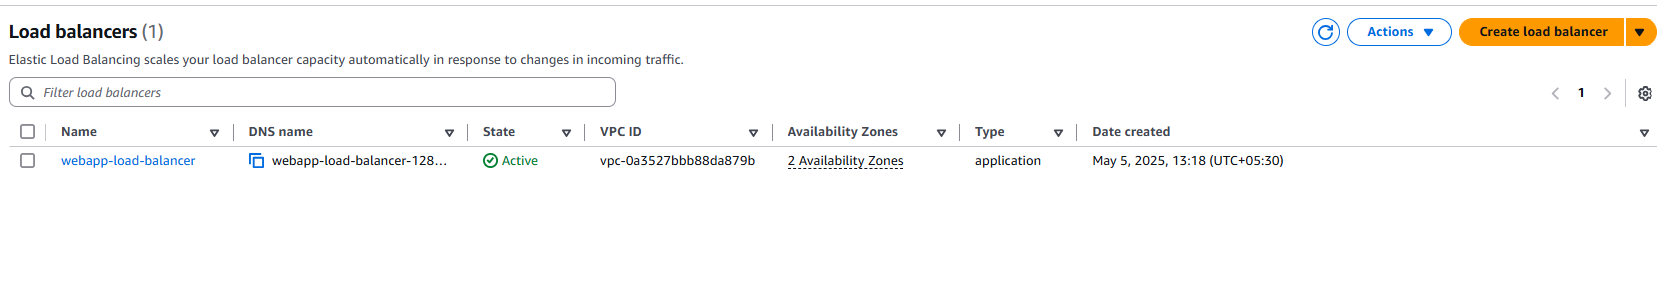 Load balancers (1)
Actions
Create load balancer
Elastic Load Balancing scales your load balancer capacity automatically in response to changes in incoming traffic.
Filter load balancers
1
Name DNS name State VPC ID Availability Zones Type Date created
webapp-load-balancer webapp-load-balancer-128... Active vpc-0a3527bbb88da879b 2 Availability Zones application May 5, 2025, 13:18 (UTC+05:30)